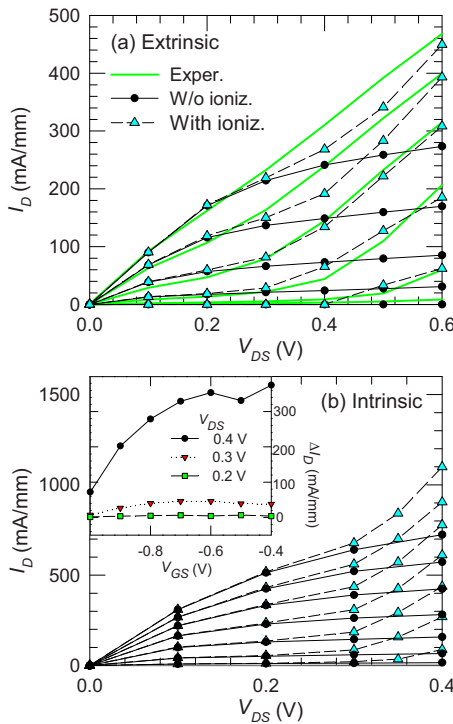 500
(a) Extrinsic
400
Exper.
W/o ioniz.
300
With ioniz.
I_D (mA/mm)
200
100
0
0.0 0.2 0.4 0.6
V_DS (V)
1500
(b) Intrinsic
V_DS
0.4 V
0.3 V
0.2 V
300
200
100
0
ΔI_D (mA/mm)
-0.8 -0.6 -0.4
V_GS (V)
1000
I_D (mA/mm)
500
0
0.0 0.2 0.4
V_DS (V)